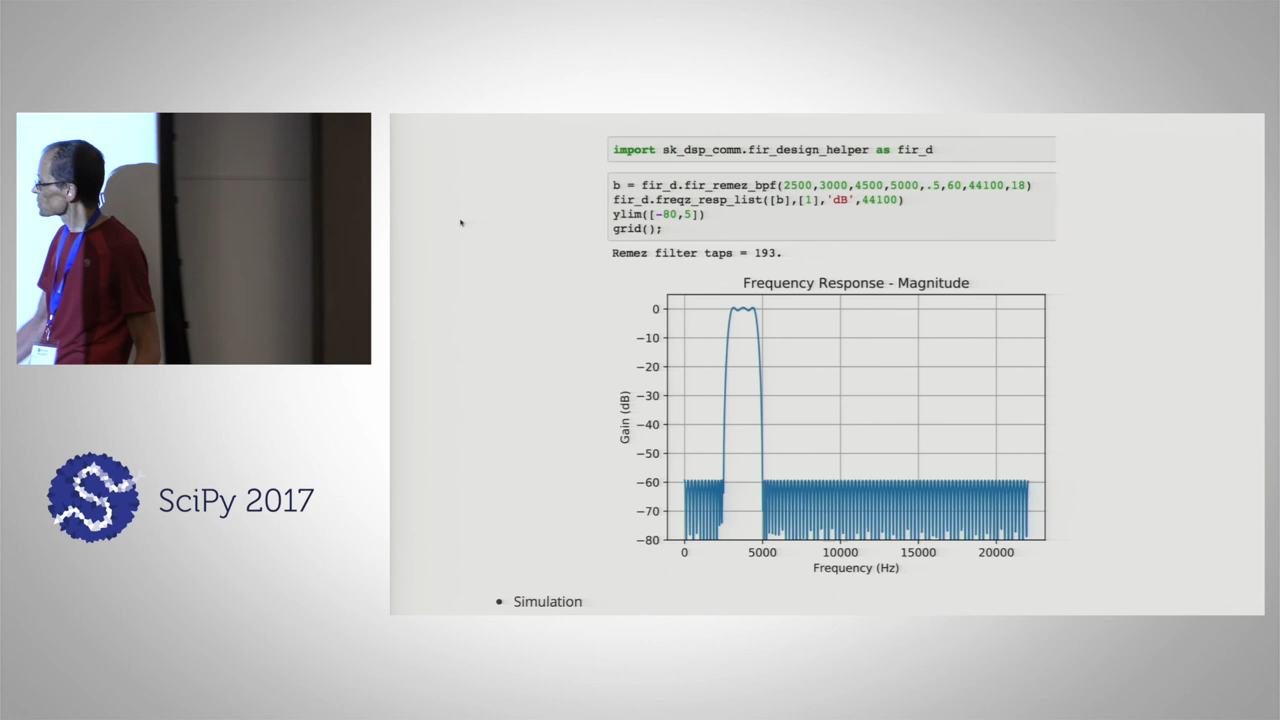 import sk_dsp_comm.fir_design_helper as fir_d
b = fir_d.fir_remez_bpf(2500,3000,4500,5000,.5,60,44100,18)
fir_d.freqz_resp_list([b],[1],'dB',44100)
ylim([-80,5])
grid();
Remez filter taps = 193.
Frequency Response - Magnitude
0
−10
−20
−30
−40
−50
−60
−70
−80
Gain (dB)
0 5000 10000 15000 20000
Frequency (Hz)
• Simulation
SciPy 2017